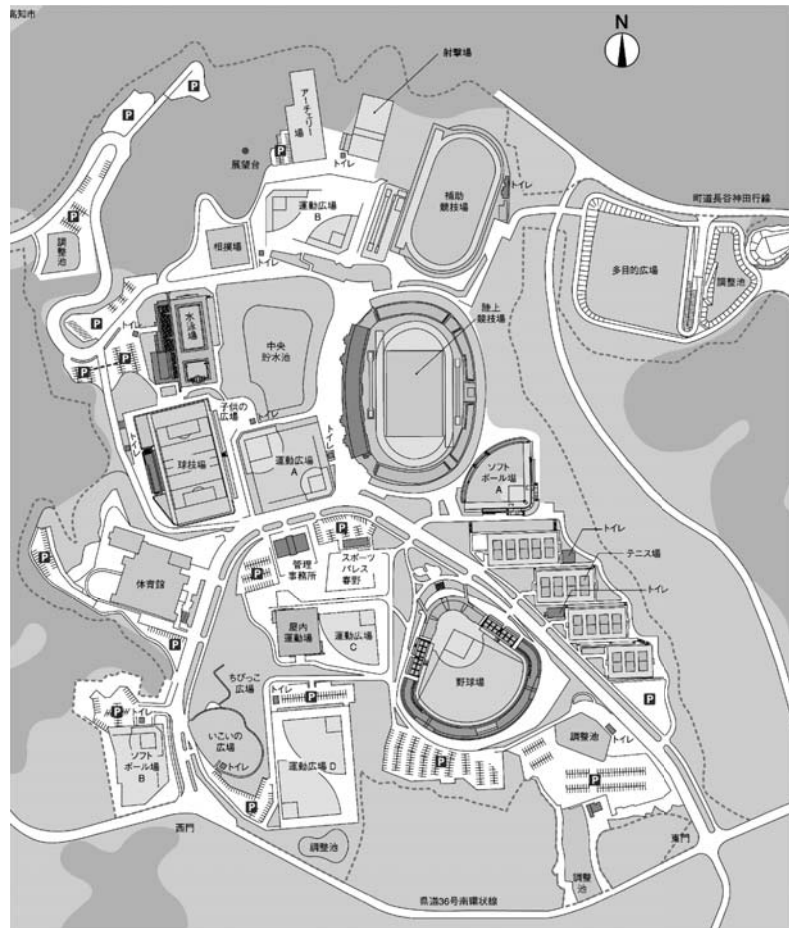 高知市
N
P
P
アーチェリー
場
射撃場
展望台
P
トイレ
補助
競技場
トイレ
運動広場
B
町道長谷神田行線
P
調整池
相撲場
トイレ
多目的広場
調整池
P
トイレ
水泳場
中央
貯水池
陸上
競技場
P
P
子供の
広場
トイレ
トイレ
球技場
運動広場
A
トイレ
ソフト
ボール場
A
P
体育館
P
管理
事務所
P
スポーツ
パレス
春野
トイレ
テニス場
トイレ
屋内
運動場
運動広場
C
P
野球場
ちびっこ
広場
トイレ
P
P
トイレ
いこいの
広場
トイレ
P
ソフト
ボール場
B
運動広場 D
P
P
調整池
トイレ
P
西門
調整池
東門
調整
池
県道36号南環状線